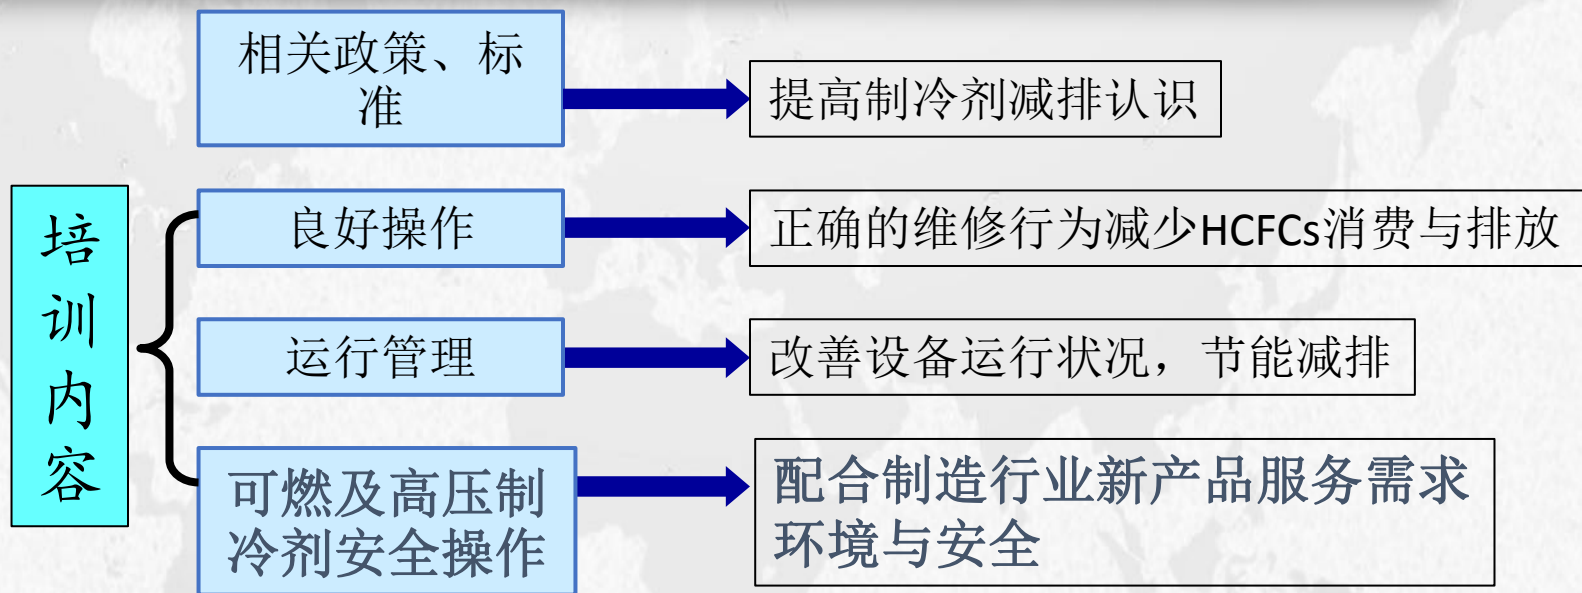 相关政策、标
准
提高制冷剂减排认识
培训内容
良好操作
正确的维修行为减少HCFCs消费与排放
运行管理
改善设备运行状况，节能减排
可燃及高压制
冷剂安全操作
配合制造行业新产品服务需求
环境与安全